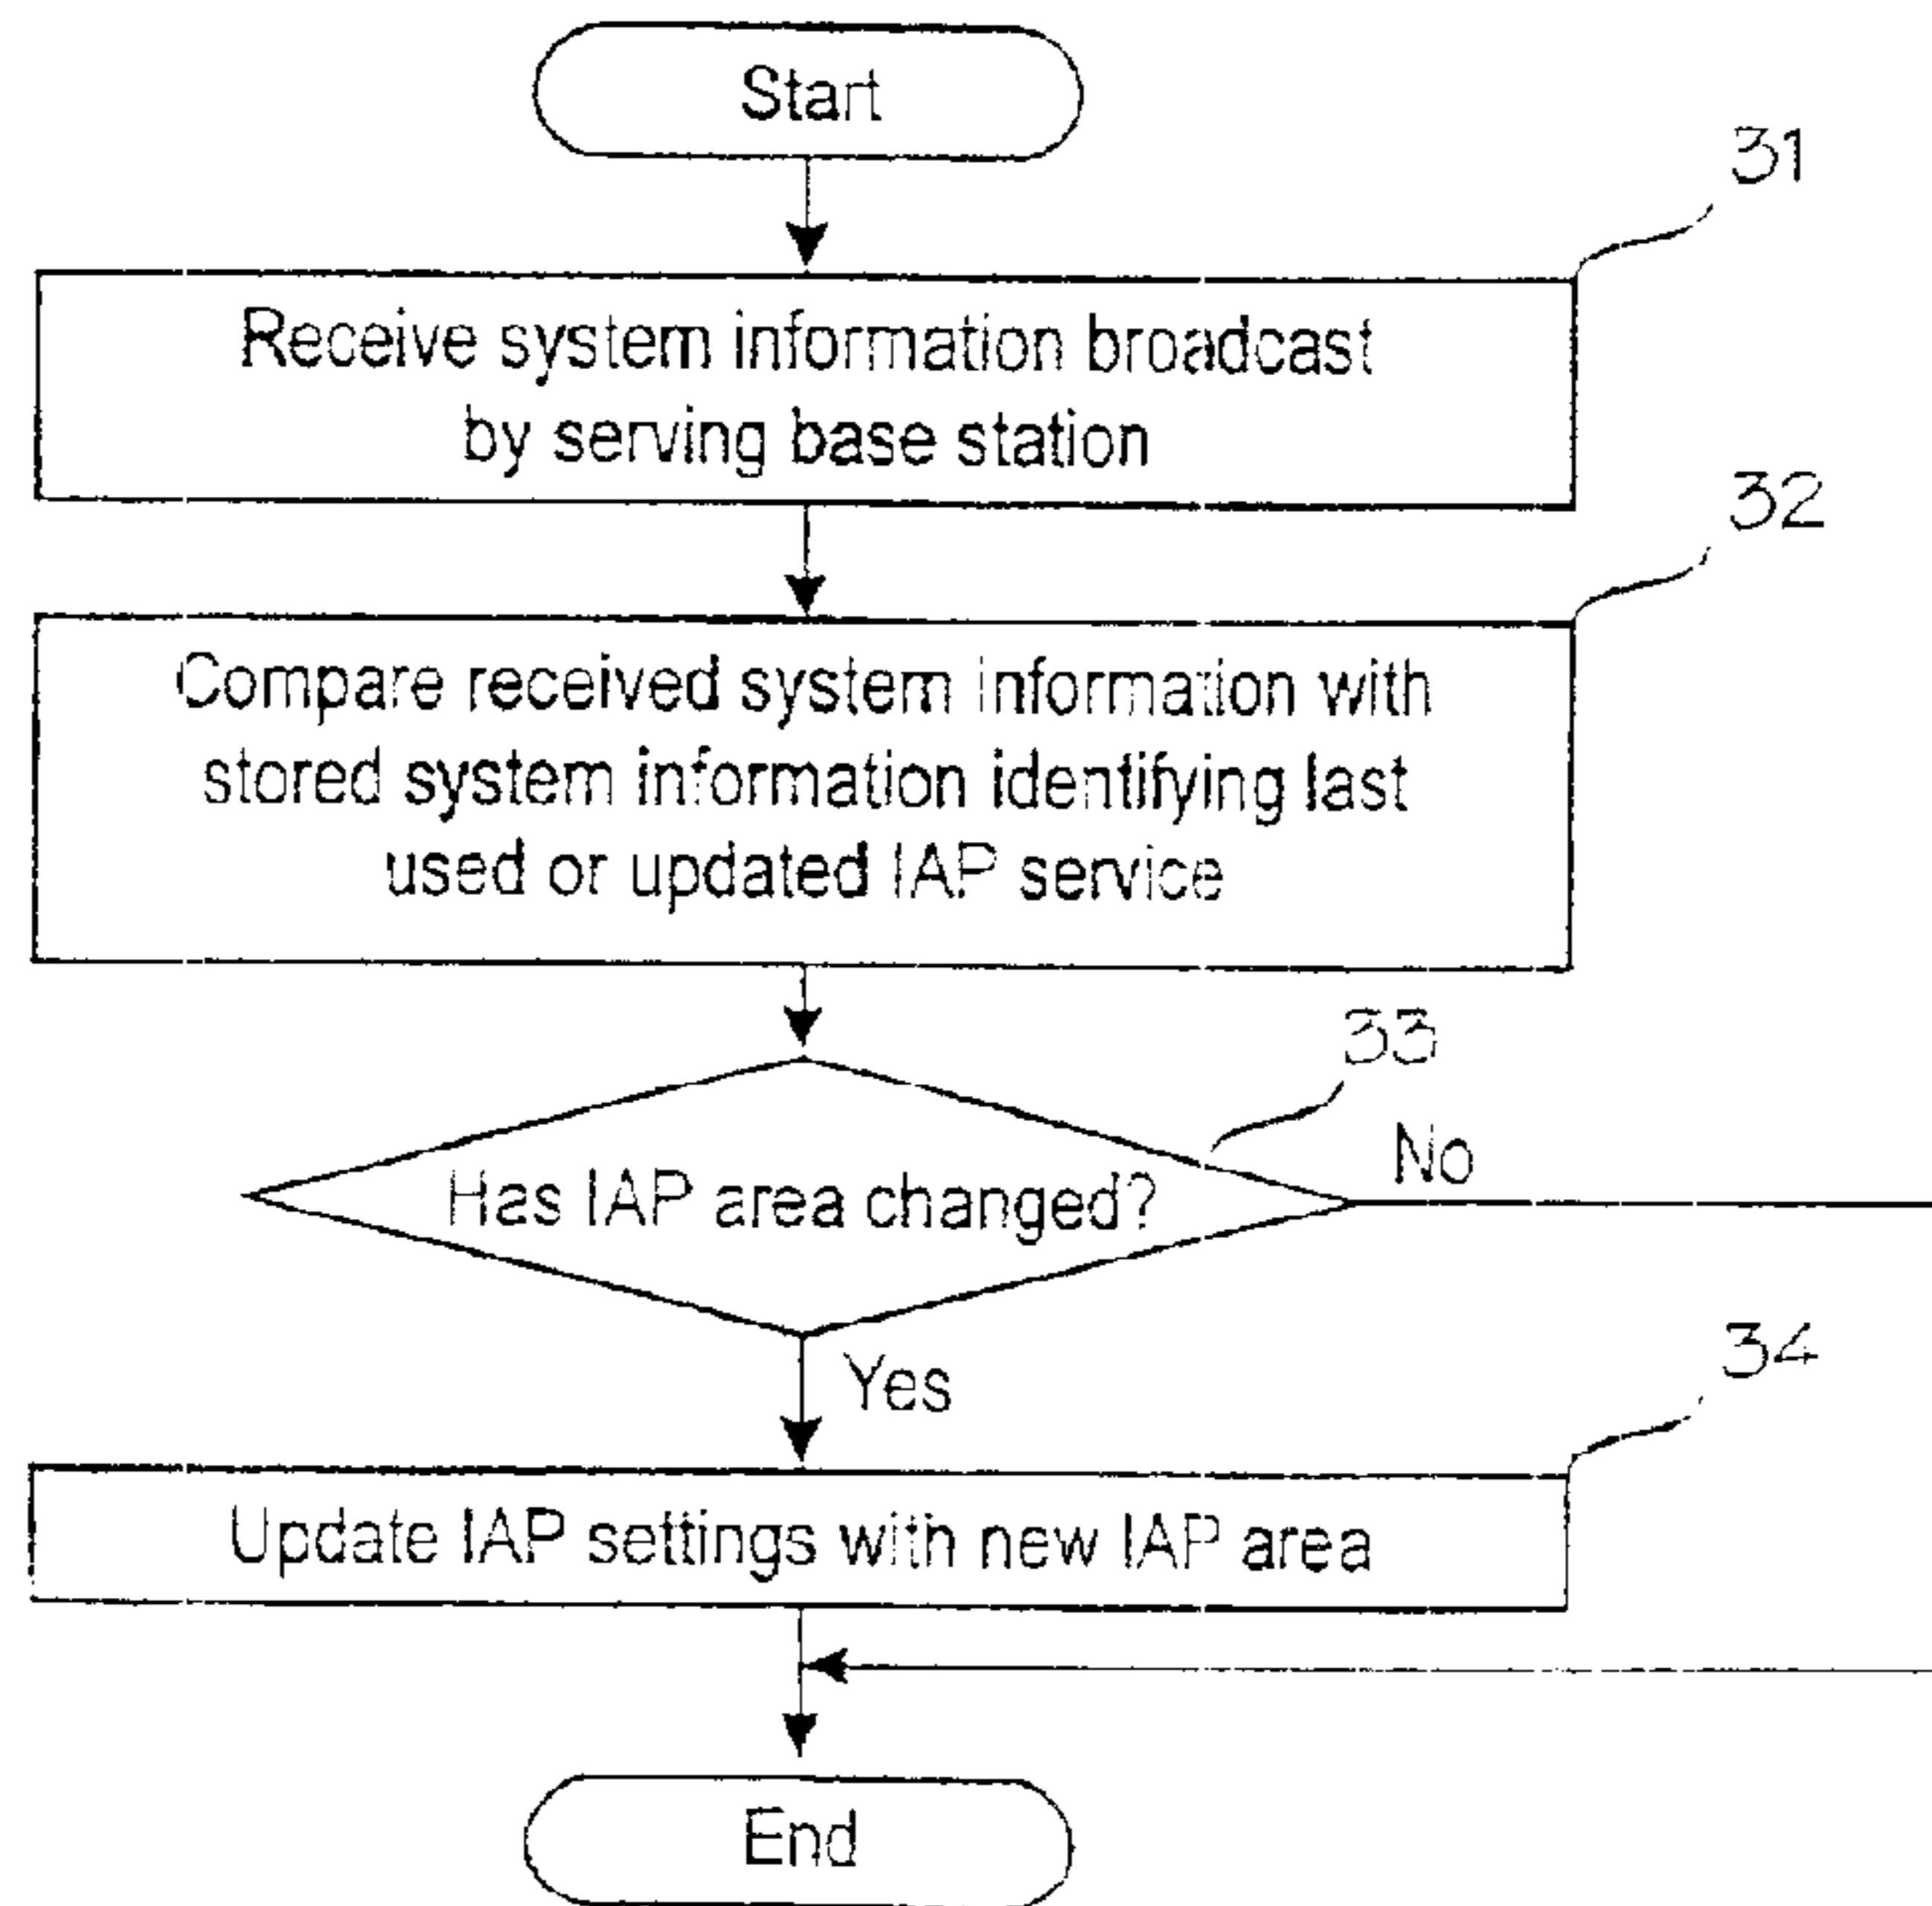 Start
31
Receive system information broadcast
by serving base station
32
Compare received system information with
stored system information identifying last
used or updated IAP service
33
Has IAP area changed?
No
Yes
34
Update IAP settings with new IAP area
End